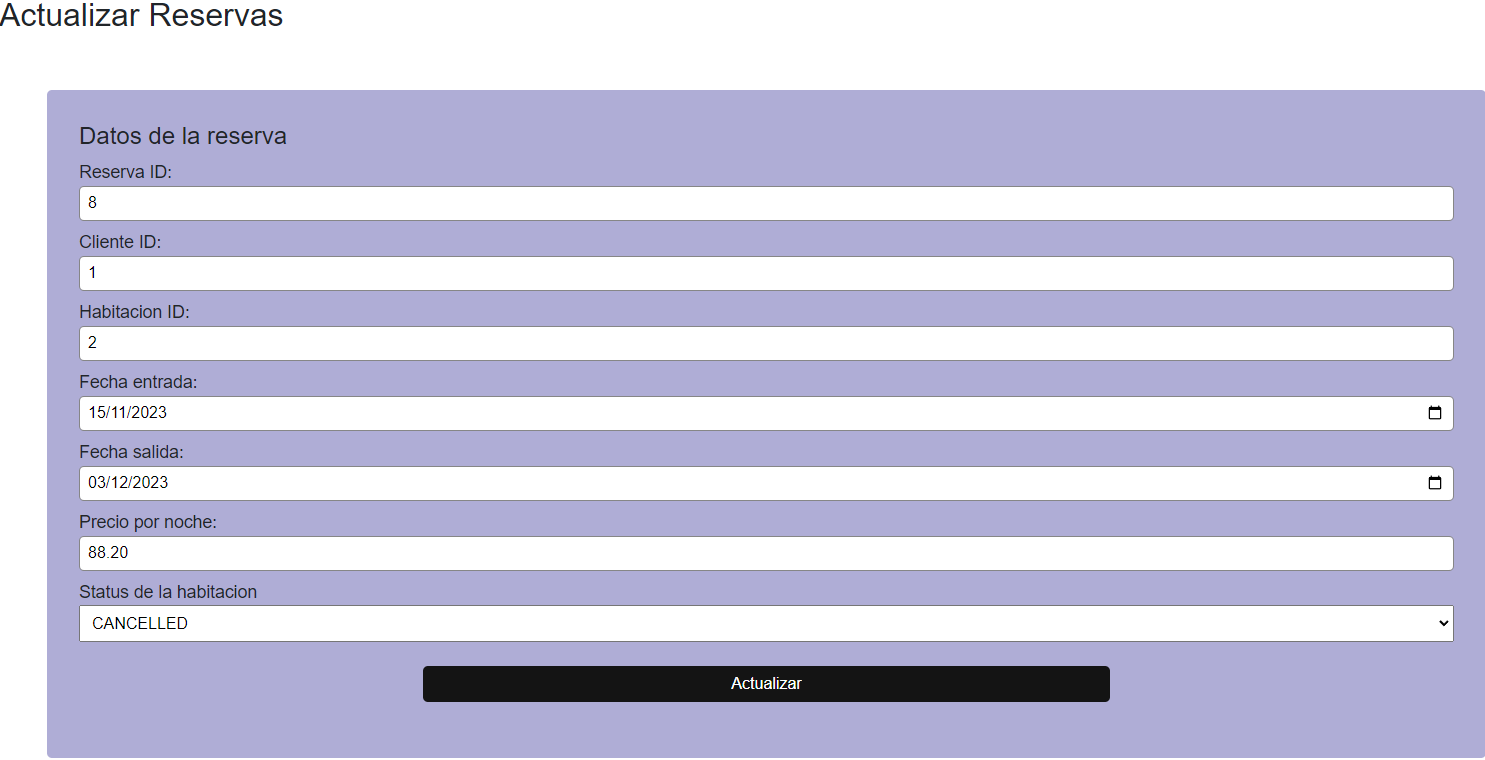 Actualizar Reservas
Datos de la reserva
Reserva ID:
8
Cliente ID:
1
Habitacion ID:
2
Fecha entrada:
15/11/2023
Fecha salida:
03/12/2023
Precio por noche:
88.20
Status de la habitacion
CANCELLED
Actualizar